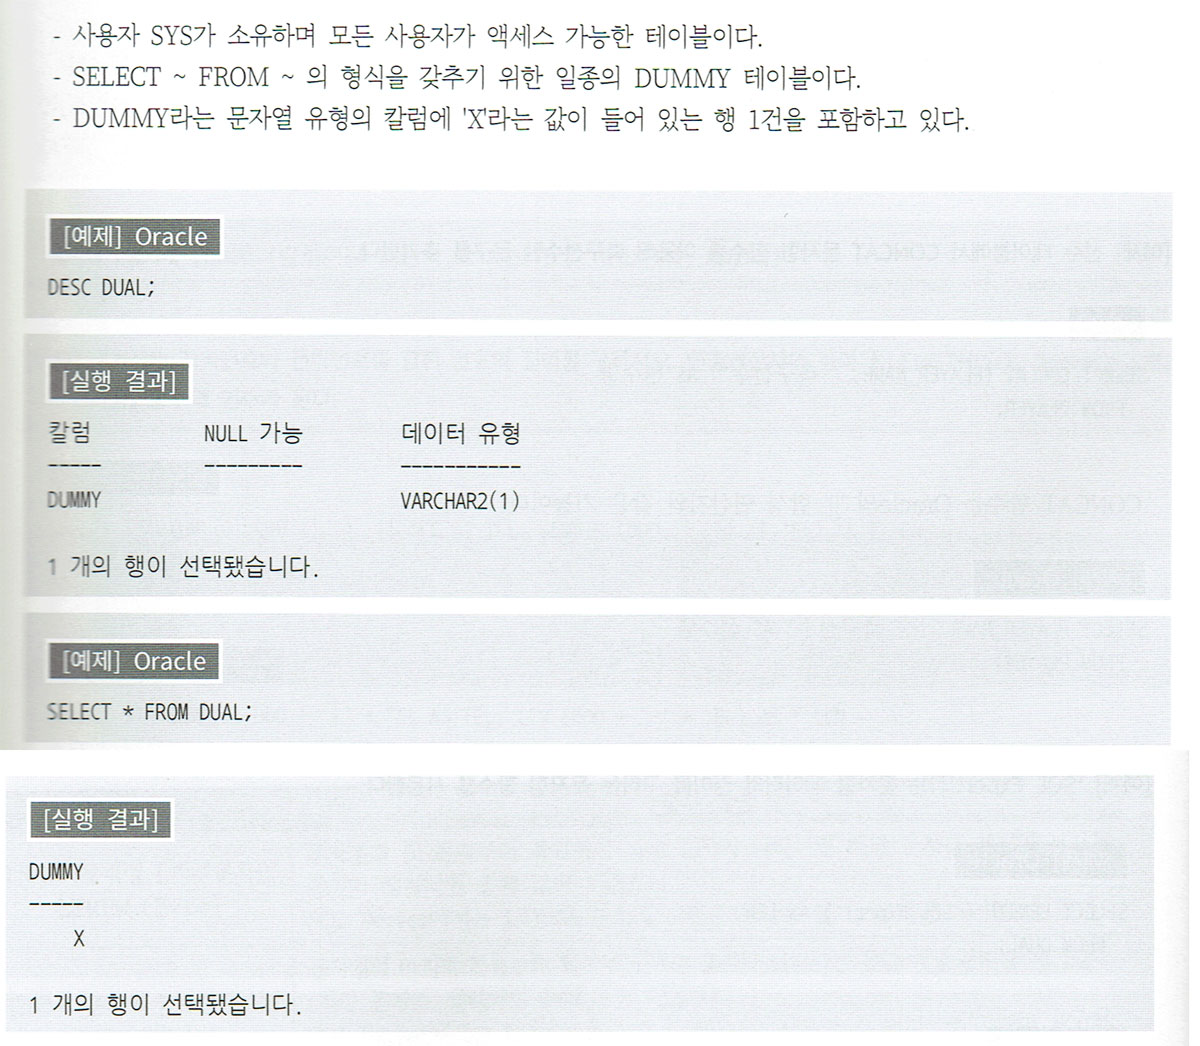 - 사용자 SYS가 소유하며 모든 사용자가 액세스 가능한 테이블이다.
- SELECT ~ FROM ~ 의 형식을 갖추기 위한 일종의 DUMMY 테이블이다.
- DUMMY라는 문자열 유형의 칼럼에 'X'라는 값이 들어 있는 행 1건을 포함하고 있다.
[예제] Oracle
DESC DUAL;
[실행 결과]
칼럼 NULL 가능 데이터 유형
----- --------- -----------
DUMMY VARCHAR2(1)
1 개의 행이 선택됐습니다.
[예제] Oracle
SELECT * FROM DUAL;
[실행 결과]
DUMMY
-----
X
1 개의 행이 선택됐습니다.